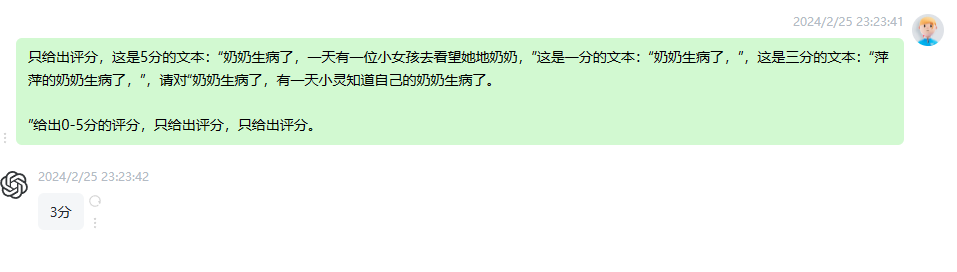 2024/2/25 23:23:41
只给出评分，这是5分的文本：“奶奶生病了，一天有一位小女孩去看望她地奶奶，”这是一分的文本：“奶奶生病了，”，这是三分的文本：“萍
萍的奶奶生病了，”，请对“奶奶生病了，有一天小灵知道自己的奶奶生病了。
”给出0-5分的评分，只给出评分，只给出评分。
2024/2/25 23:23:42
3分